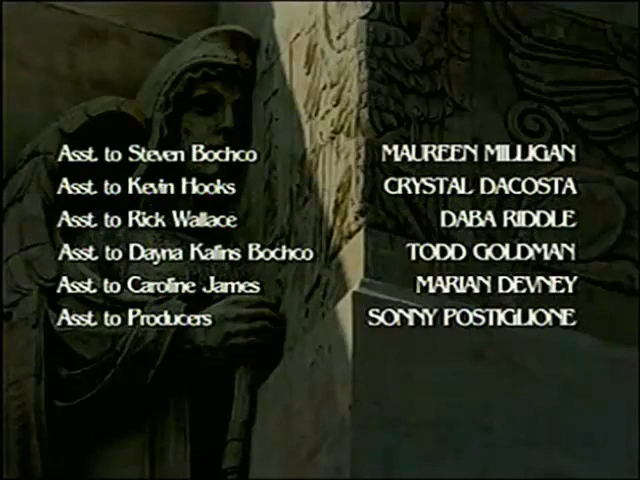 Asst. to Steven Bochco MAUREEN MILLIGAN
Asst. to Kevin Hooks CRYSTAL DACOSTA
Asst. to Rick Wallace DABA RIDDLE
Asst. to Dayna Kalins Bochco TODD GOLDMAN
Asst. to Caroline James MARIAN DEVNEY
Asst. to Producers SONNY POSTIGLIONE